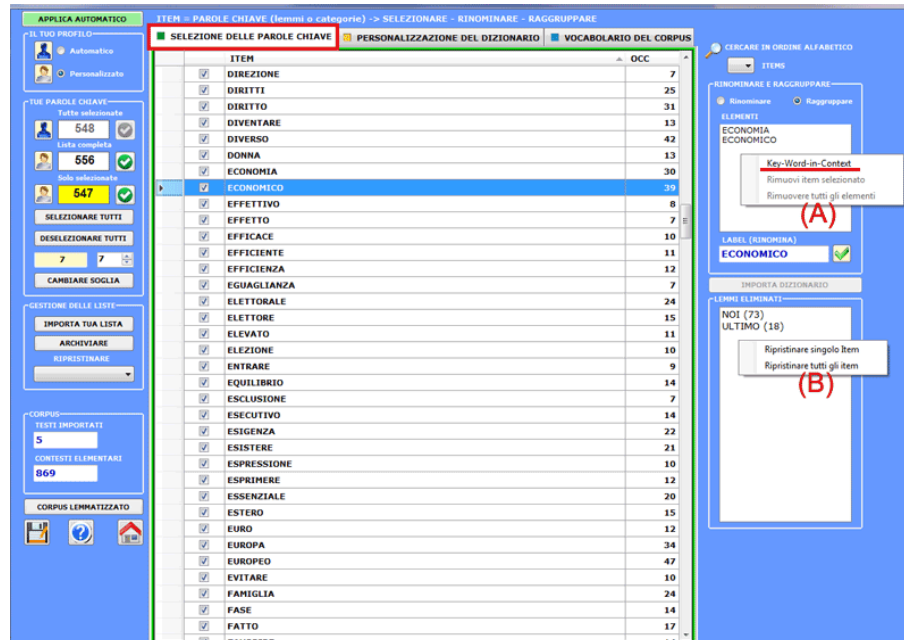 APPLICA AUTOMATICO
ITEM = PAROLE CHIAVE (lemmi o categorie) -> SELEZIONARE - RINOMINARE - RAGGRUPPARE
IL TUO PROFILO
Automatico
Personalizzato
TUE PAROLE CHIAVE
Tutte selezionate
548
Lista completa
556
Solo selezionate
547
SELEZIONARE TUTTI
DESELEZIONARE TUTTI
7 7
CAMBIARE SOGLIA
GESTIONE DELLE LISTE
IMPORTA TUA LISTA
ARCHIVIARE
RIPRISTINARE
CORPUS
TESTI IMPORTATI
5
CONTESTI ELEMENTARI
869
CORPUS LEMMATIZZATO
SELEZIONE DELLE PAROLE CHIAVE
PERSONALIZZAZIONE DEL DIZIONARIO
VOCABOLARIO DEL CORPUS
ITEM OCC
DIREZIONE 7
DIRITTI 25
DIRITTO 31
DIVENTARE 13
DIVERSO 42
DONNA 13
ECONOMIA 30
ECONOMICO 39
EFFETTIVO 8
EFFETTO 7
EFFICACE 10
EFFICIENTE 11
EFFICIENZA 12
EGUAGLIANZA 7
ELETTORALE 24
ELETTORE 15
ELEVATO 11
ELEZIONE 10
ENTRARE 9
EQUILIBRIO 14
ESCLUSIONE 7
ESECUTIVO 14
ESIGENZA 22
ESISTERE 21
ESPRESSIONE 10
ESPRIMERE 12
ESSENZIALE 20
ESTERO 15
EURO 12
EUROPA 34
EUROPEO 47
EVITARE 10
FAMIGLIA 24
FASE 14
FATTO 17
CERCARE IN ORDINE ALFABETICO
ITEMS
RINOMINARE E RAGGRUPPARE
Rinominare Raggruppare
ELEMENTI
ECONOMIA
ECONOMICO
Key-Word-in-Context
Rimuovi item selezionato
Rimuovere tutti gli elementi
(A)
LABEL (RINOMINA)
ECONOMICO
IMPORTA DIZIONARIO
LEMMI ELIMINATI
NOI (73)
ULTIMO (18)
Ripristinare singolo Item
Ripristinare tutti gli item
(B)